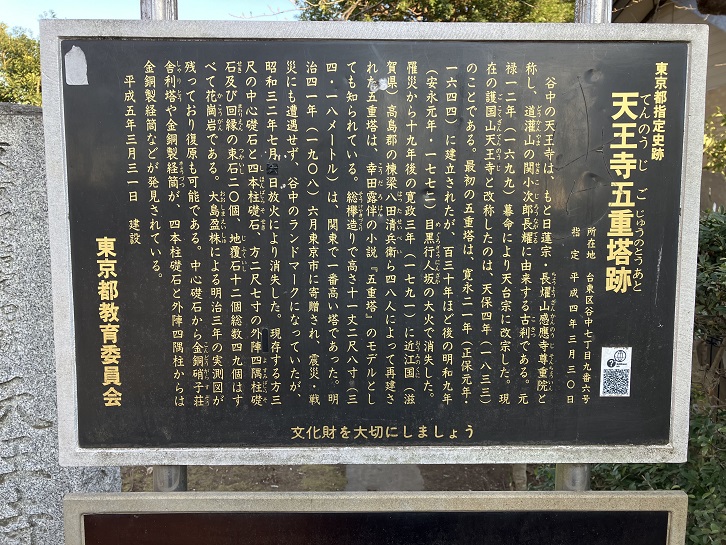 東京都指定史跡
天王寺五重塔跡
てんのうじごじゅうのとうあと
所在地 台東区谷中七丁目九番六号
指定 平成四年三月三〇日
谷中の天王寺は、もと日蓮宗・長耀山感應寺尊重院と
称し、道灌山の関小次郎長耀に由来する古刹である。元
禄一二年(一六九九)幕命により天台宗に改宗した。現
在の護国山天王寺と改称したのは、天保四年(一八三三)
のことである。最初の五重塔は、寛永二一年(正保元年・
一六四四)に建立されたが、百三十年ほど後の明和九年
(安永元年・一七七二)目黒行人坂の大火で消失した。
罹災から十九年後の寛政三年(一七九一)に近江国(滋
賀県)高島郡の棟梁八田清兵衛ら四八人によって再建さ
れた五重塔は、幸田露伴の小説『五重塔』のモデルとし
ても知られている。総欅造りで高さ十一丈二尺八寸(三
四・一八メートル)は、関東で一番高い塔であった。明
治四一年(一九〇八)六月東京市に寄贈され、震災・戦
災にも遭遇せず、谷中のランドマークになっていたが、
昭和三二年七月 日放火により消失した。現存する方三
尺の中心礎石と四本柱礎石、方二尺七寸の外陣四隅柱礎
石及び回縁の束石二〇個、地覆石十二個総数四九個はす
べて花崗岩である。大島盈株による明治三年の実測図が
残っており復原も可能である。中心礎石から金銅硝子荘
舎利塔や金銅製経筒が、四本柱礎石と外陣四隅柱からは
金銅製経筒などが発見されている。
平成五年三月三一日 建設
東京都教育委員会
文化財を大切にしましょう